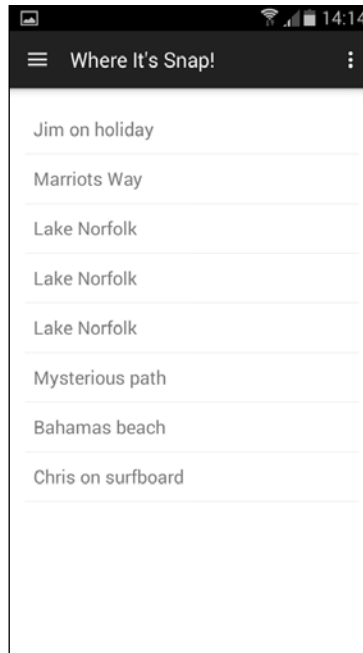 14:14
Where It's Snap!
Jim on holiday
Marriots Way
Lake Norfolk
Lake Norfolk
Lake Norfolk
Mysterious path
Bahamas beach
Chris on surfboard